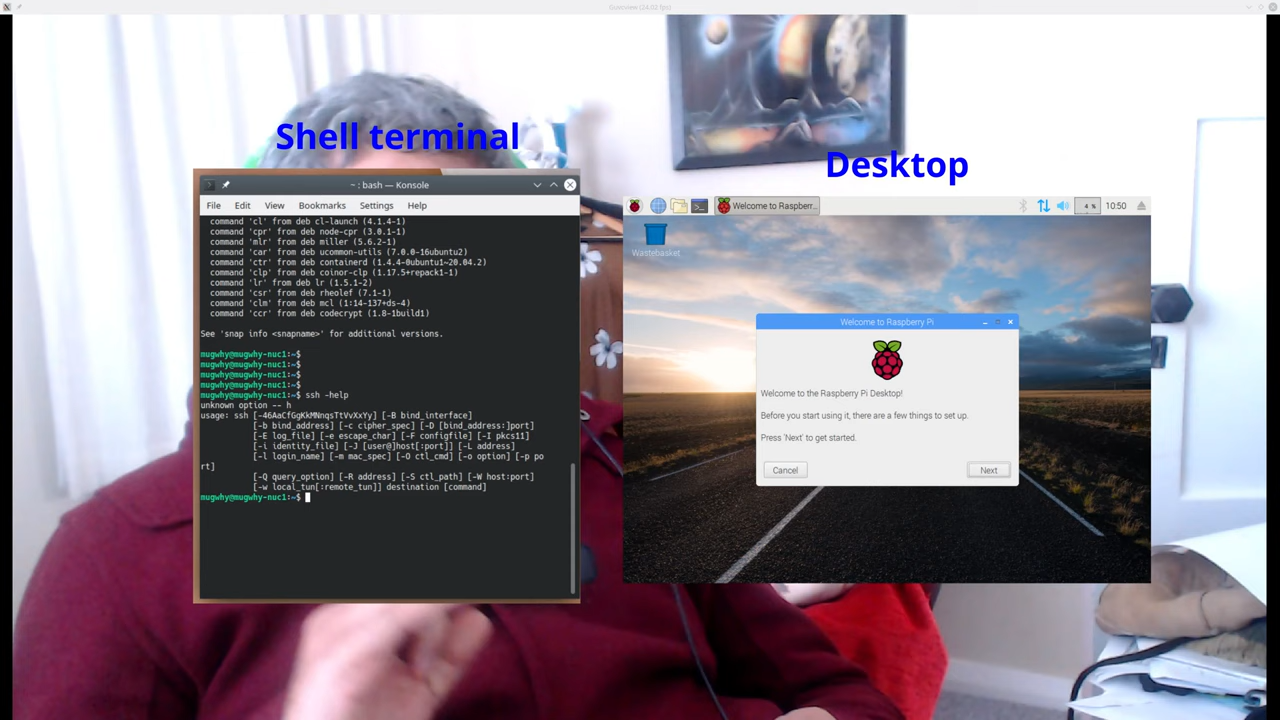 Guvcview (24.02 fps)
Shell terminal
Desktop
~ : bash — Konsole
File Edit View Bookmarks Settings Help
command 'cl' from deb cl-launch (4.1.4-1)
command 'cpr' from deb node-cpr (3.0.1-1)
command 'mlr' from deb miller (5.6.2-1)
command 'car' from deb ucommon-utils (7.0.0-16ubuntu2)
command 'ctr' from deb containerd (1.4.4-0ubuntu1~20.04.2)
command 'clp' from deb coinor-clp (1.17.5+repack1-1)
command 'lr' from deb lr (1.5.1-2)
command 'csr' from deb rheolef (7.1-1)
command 'clm' from deb mcl (1:14-137+ds-4)
command 'ccr' from deb codecrypt (1.8-1build1)
See 'snap info <snapname>' for additional versions.
mugwhy@mugwhy-nuc1:~$
mugwhy@mugwhy-nuc1:~$
mugwhy@mugwhy-nuc1:~$
mugwhy@mugwhy-nuc1:~$
mugwhy@mugwhy-nuc1:~$ ssh -help
unknown option -- h
usage: ssh [-46AaCfGgKkMNnqsTtVvXxYy] [-B bind_interface]
[-b bind_address] [-c cipher_spec] [-D [bind_address:]port]
[-E log_file] [-e escape_char] [-F configfile] [-I pkcs11]
[-i identity_file] [-J [user@]host[:port]] [-L address]
[-l login_name] [-m mac_spec] [-O ctl_cmd] [-o option] [-p po
rt]
[-Q query_option] [-R address] [-S ctl_path] [-W host:port]
[-w local_tun[:remote_tun]] destination [command]
mugwhy@mugwhy-nuc1:~$
Welcome to Raspberr...
4 %
10:50
Wastebasket
Welcome to Raspberry Pi
Welcome to the Raspberry Pi Desktop!
Before you start using it, there are a few things to set up.
Press 'Next' to get started.
Cancel
Next